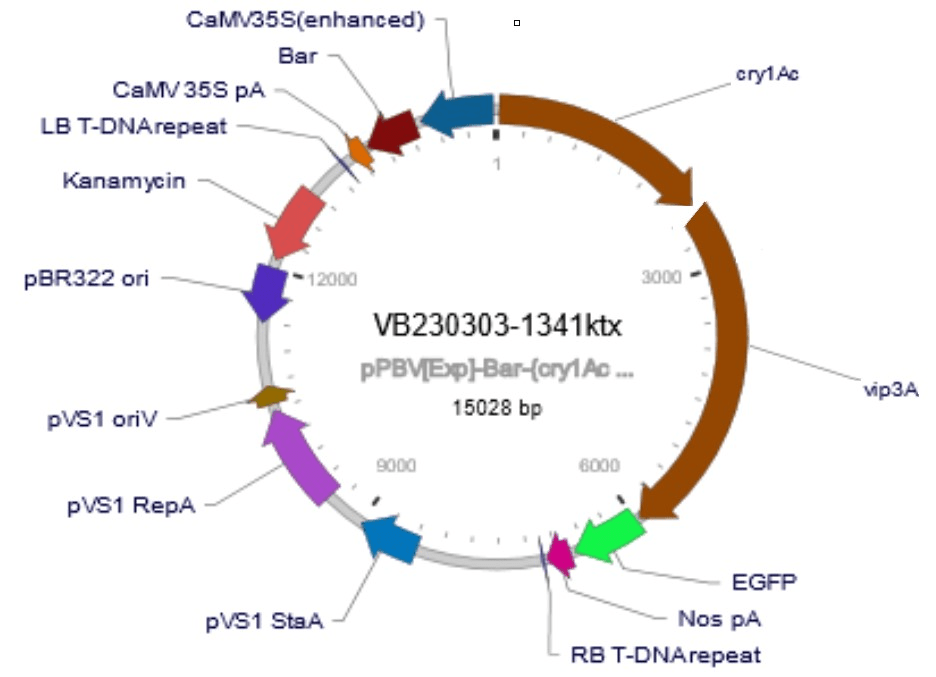 CaMV35S(enhanced)
Bar
CaMV 35S pA
LB T-DNA repeat
Kanamycin
pBR322 ori
pVS1 oriV
pVS1 RepA
pVS1 StaA
cry1Ac
vip3A
EGFP
Nos pA
RB T-DNA repeat
1
3000
6000
9000
12000
VB230303-1341ktx
pPBV[Exp]-Bar-{cry1Ac ...
15028 bp